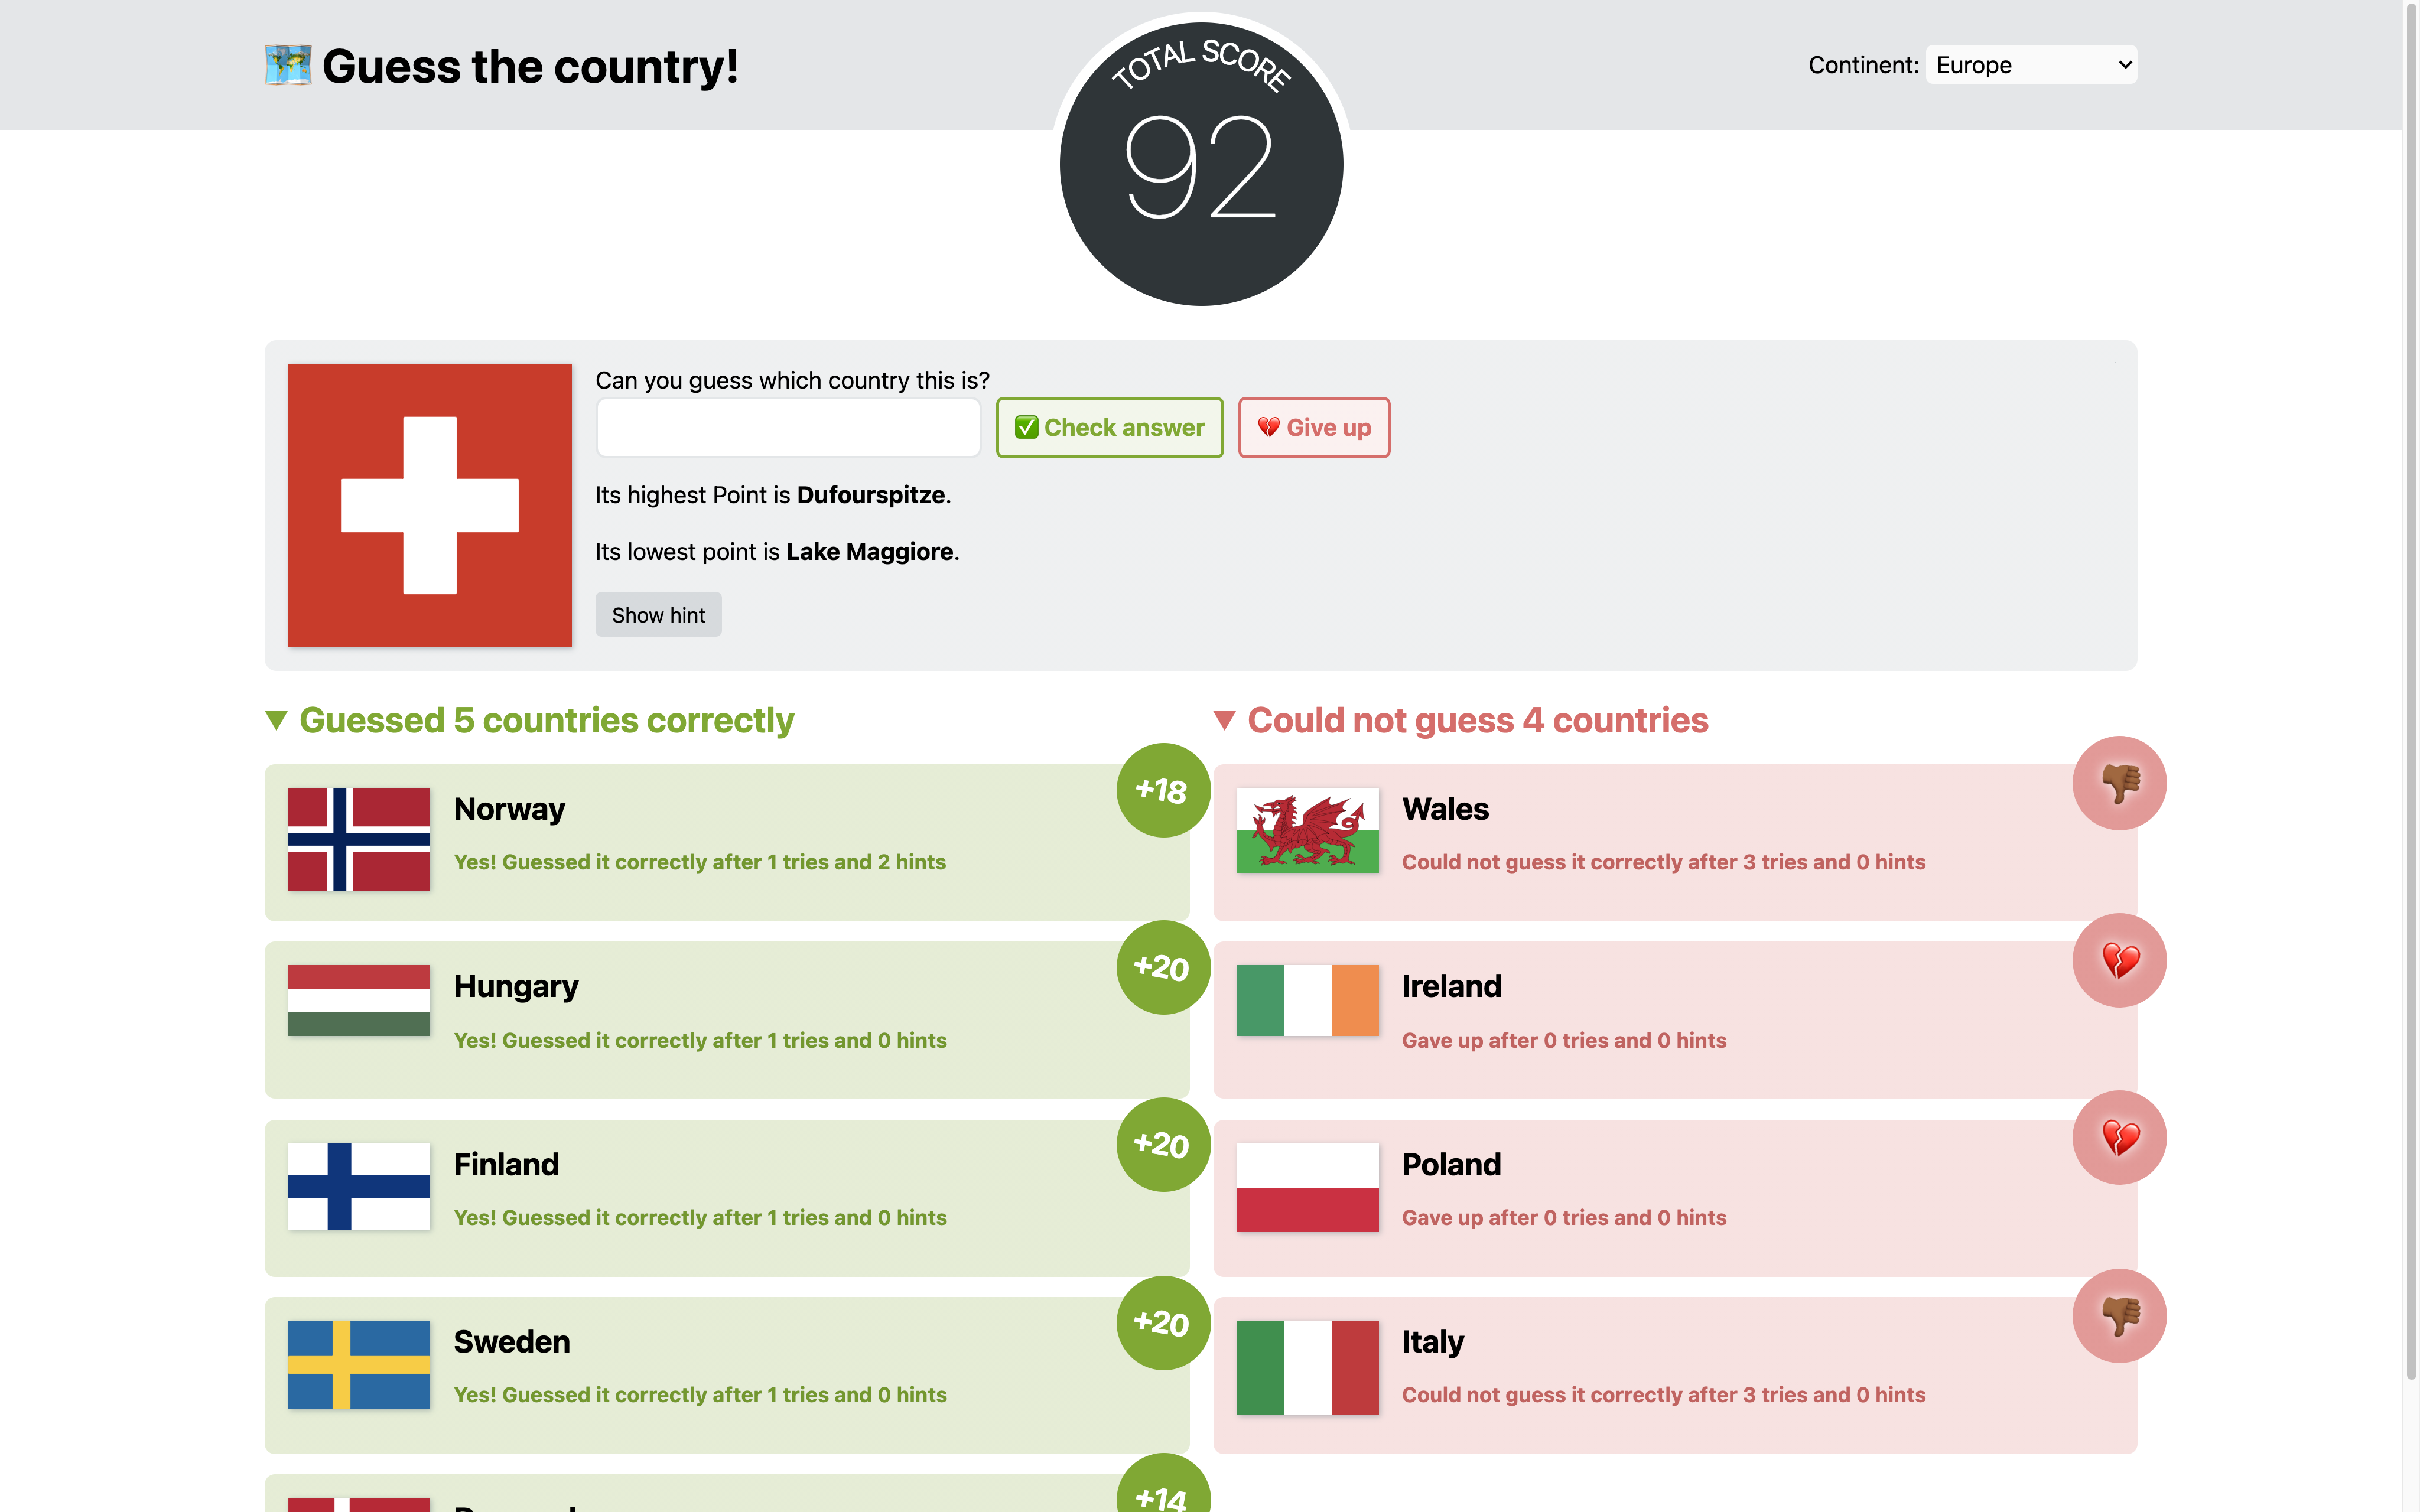 Guess the country!
TOTAL SCORE
92
Continent: Europe
Can you guess which country this is?
Check answer
Give up
Its highest Point is Dufourspitze.
Its lowest point is Lake Maggiore.
Show hint
Guessed 5 countries correctly
+18
Norway
Yes! Guessed it correctly after 1 tries and 2 hints
+20
Hungary
Yes! Guessed it correctly after 1 tries and 0 hints
+20
Finland
Yes! Guessed it correctly after 1 tries and 0 hints
+20
Sweden
Yes! Guessed it correctly after 1 tries and 0 hints
+14
Could not guess 4 countries
Wales
Could not guess it correctly after 3 tries and 0 hints
Ireland
Gave up after 0 tries and 0 hints
Poland
Gave up after 0 tries and 0 hints
Italy
Could not guess it correctly after 3 tries and 0 hints